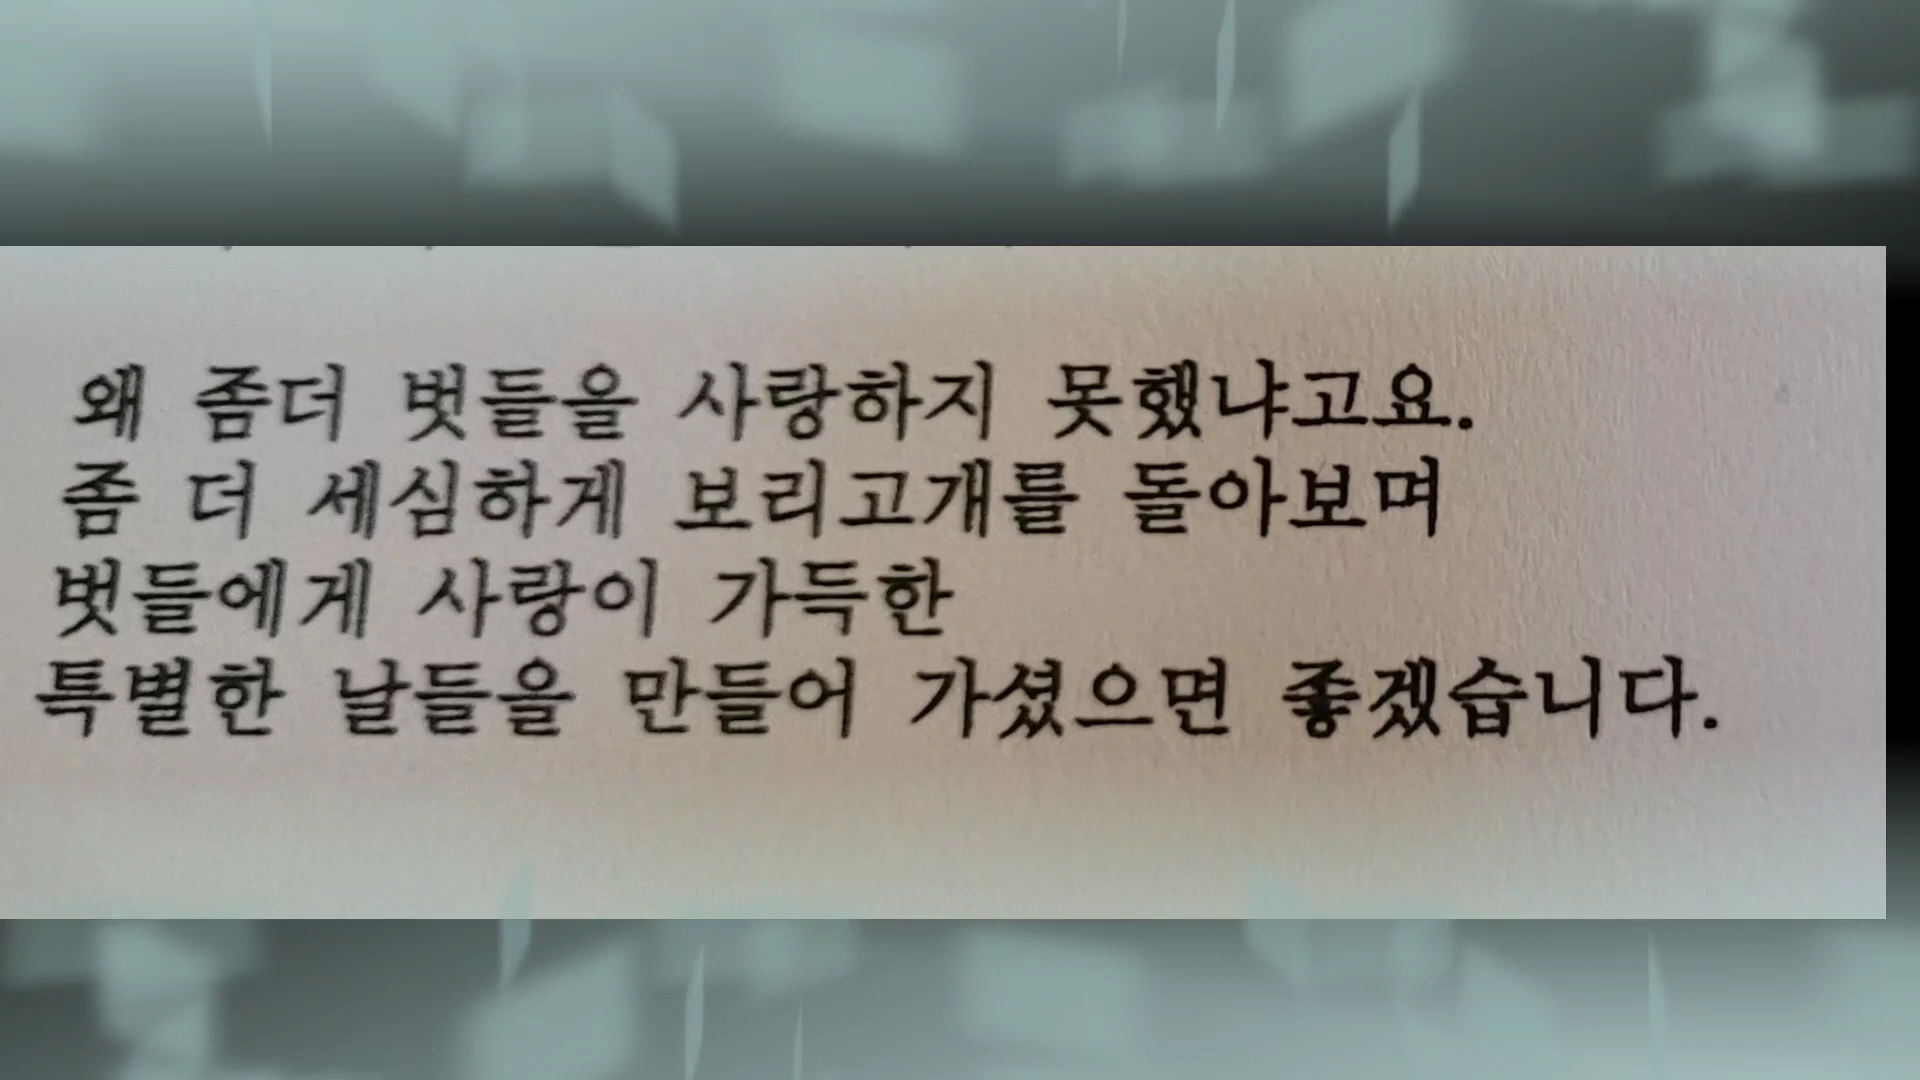 왜 좀더 벗들을 사랑하지 못했냐고요.
좀 더 세심하게 보리고개를 돌아보며
벗들에게 사랑이 가득한
특별한 날들을 만들어 가셨으면 좋겠습니다.